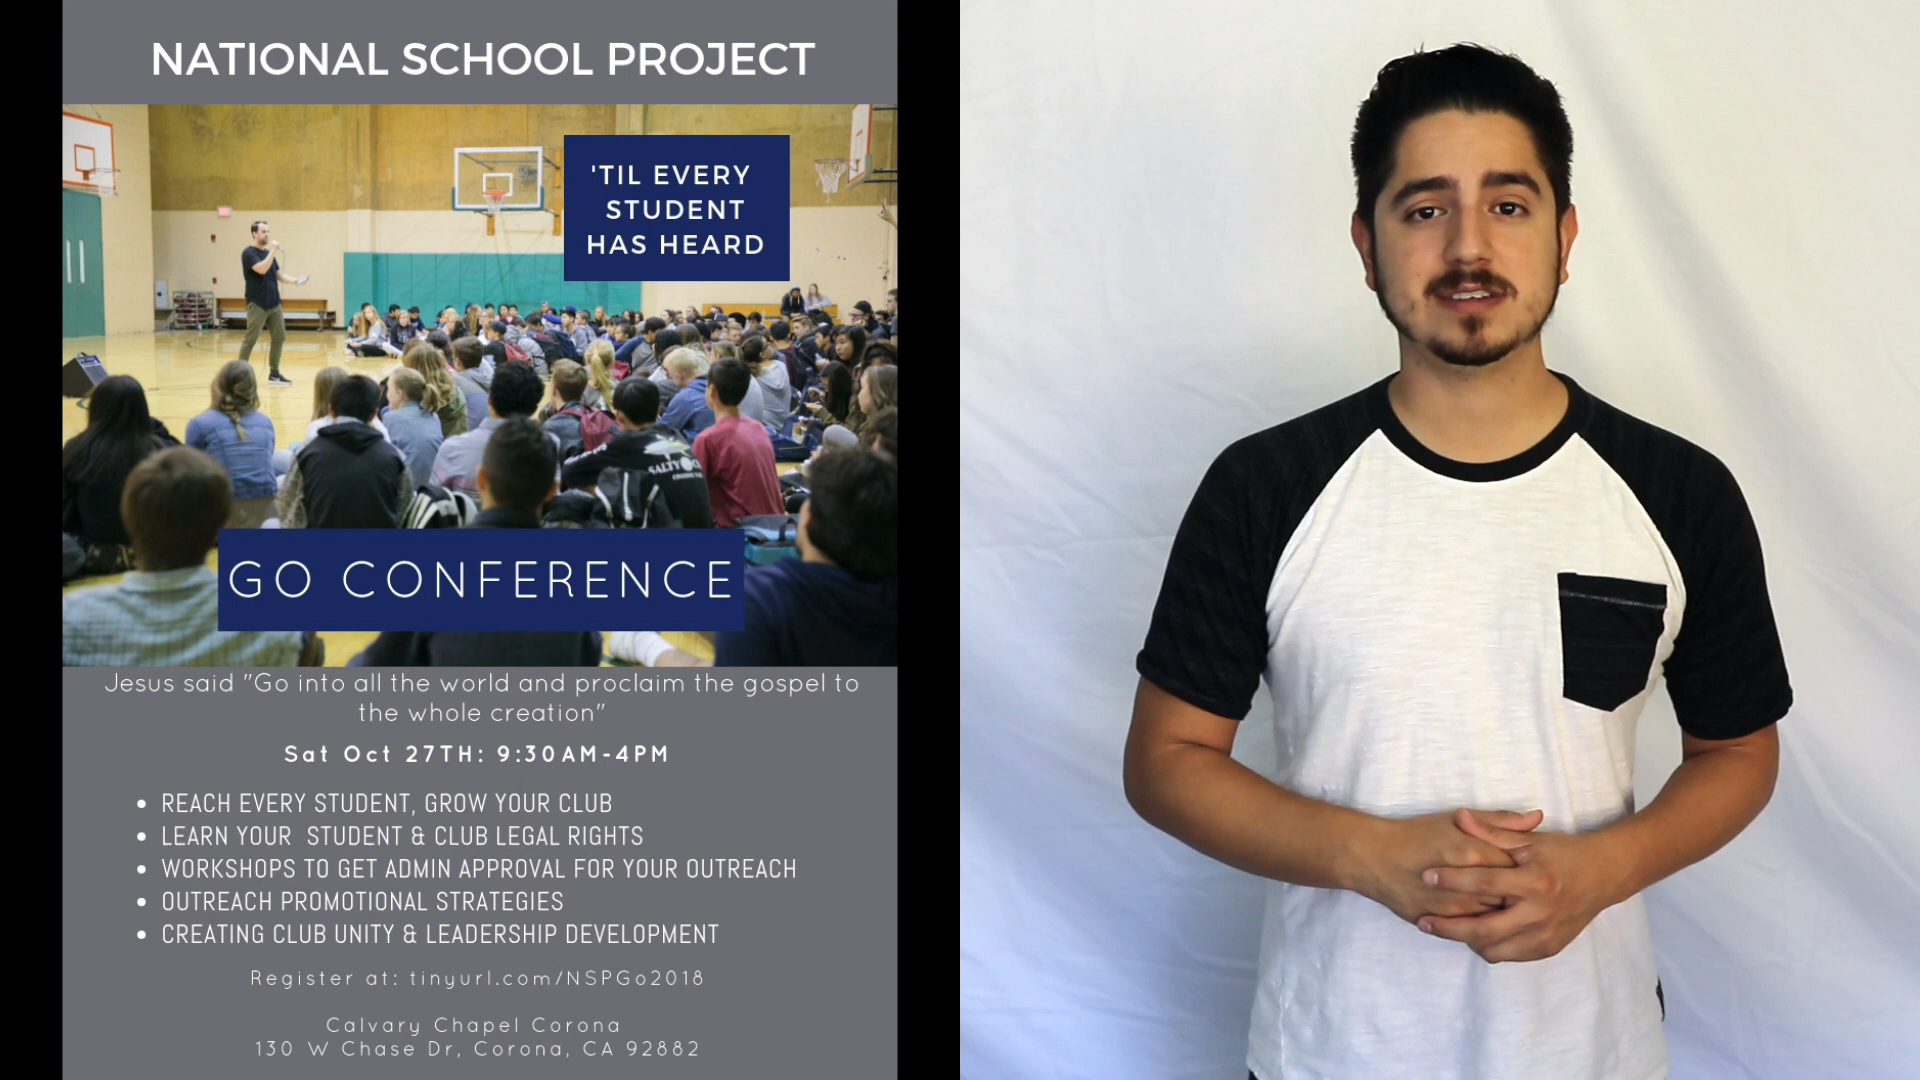 NATIONAL SCHOOL PROJECT
'TIL EVERY
STUDENT
HAS HEARD
SALTY
GO CONFERENCE
Jesus said "Go into all the world and proclaim the gospel to
the whole creation"
Sat Oct 27TH: 9:30AM-4PM
• REACH EVERY STUDENT, GROW YOUR CLUB
• LEARN YOUR STUDENT & CLUB LEGAL RIGHTS
• WORKSHOPS TO GET ADMIN APPROVAL FOR YOUR OUTREACH
• OUTREACH PROMOTIONAL STRATEGIES
• CREATING CLUB UNITY & LEADERSHIP DEVELOPMENT
Register at: tinyurl.com/NSPGo2018
Calvary Chapel Corona
130 W Chase Dr, Corona, CA 92882